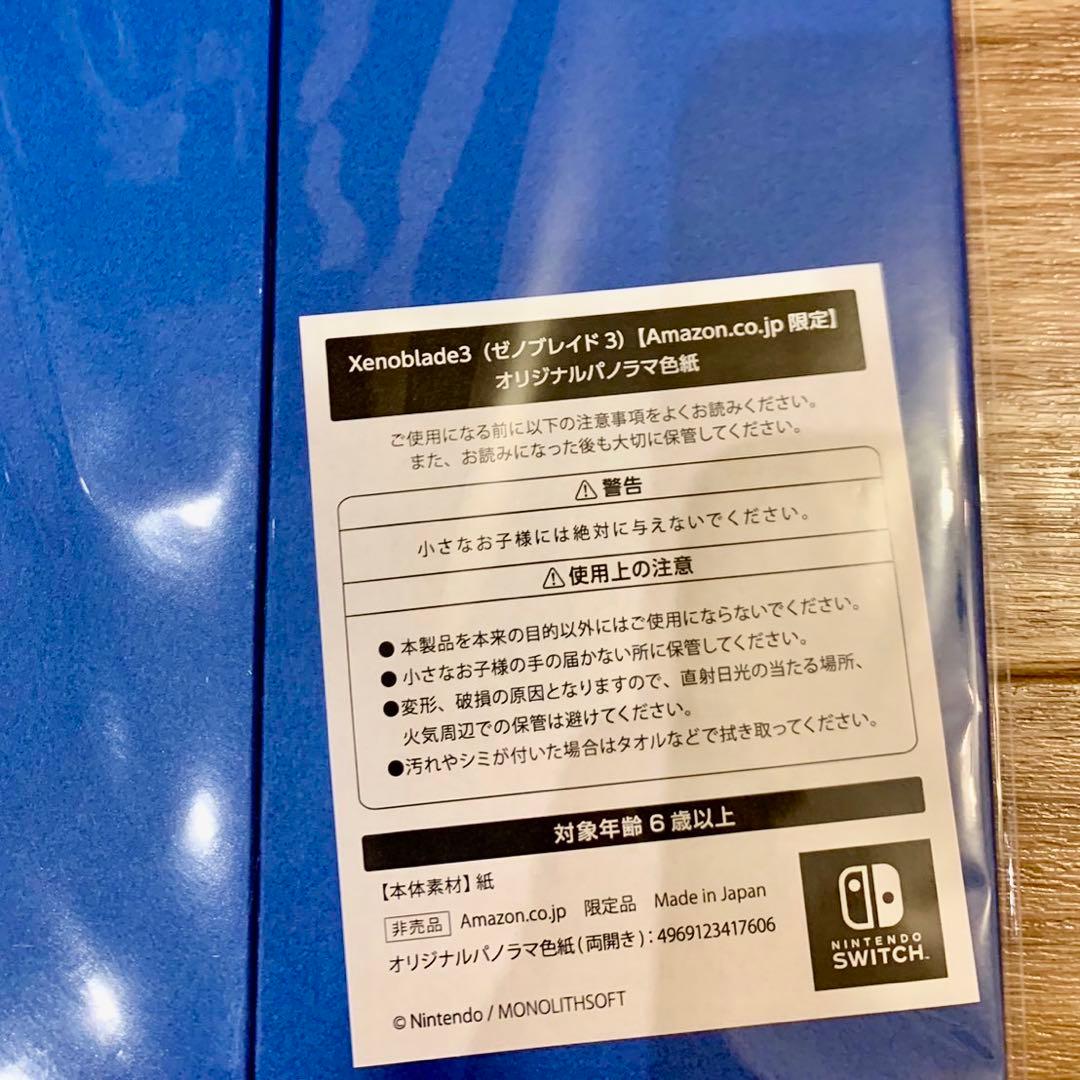 Xenoblade3（ゼノブレイド3）【Amazon.co.jp 限定】
オリジナルパノラマ色紙
ご使用になる前に以下の注意事項をよくお読みください。
また、お読みになった後も大切に保管してください。
⚠警告
小さなお子様には絶対に与えないでください。
⚠使用上の注意
●本製品を本来の目的以外にはご使用にならないでください。
●小さなお子様の手の届かない所に保管してください。
●変形、破損の原因となりますので、直射日光の当たる場所、
火気周辺での保管は避けてください。
●汚れやシミが付いた場合はタオルなどで拭き取ってください。
対象年齢6歳以上
【本体素材】紙
非売品 Amazon.co.jp 限定品 Made in Japan
オリジナルパノラマ色紙(両開き)：4969123417606
NINTENDO
SWITCH™
© Nintendo / MONOLITHSOFT